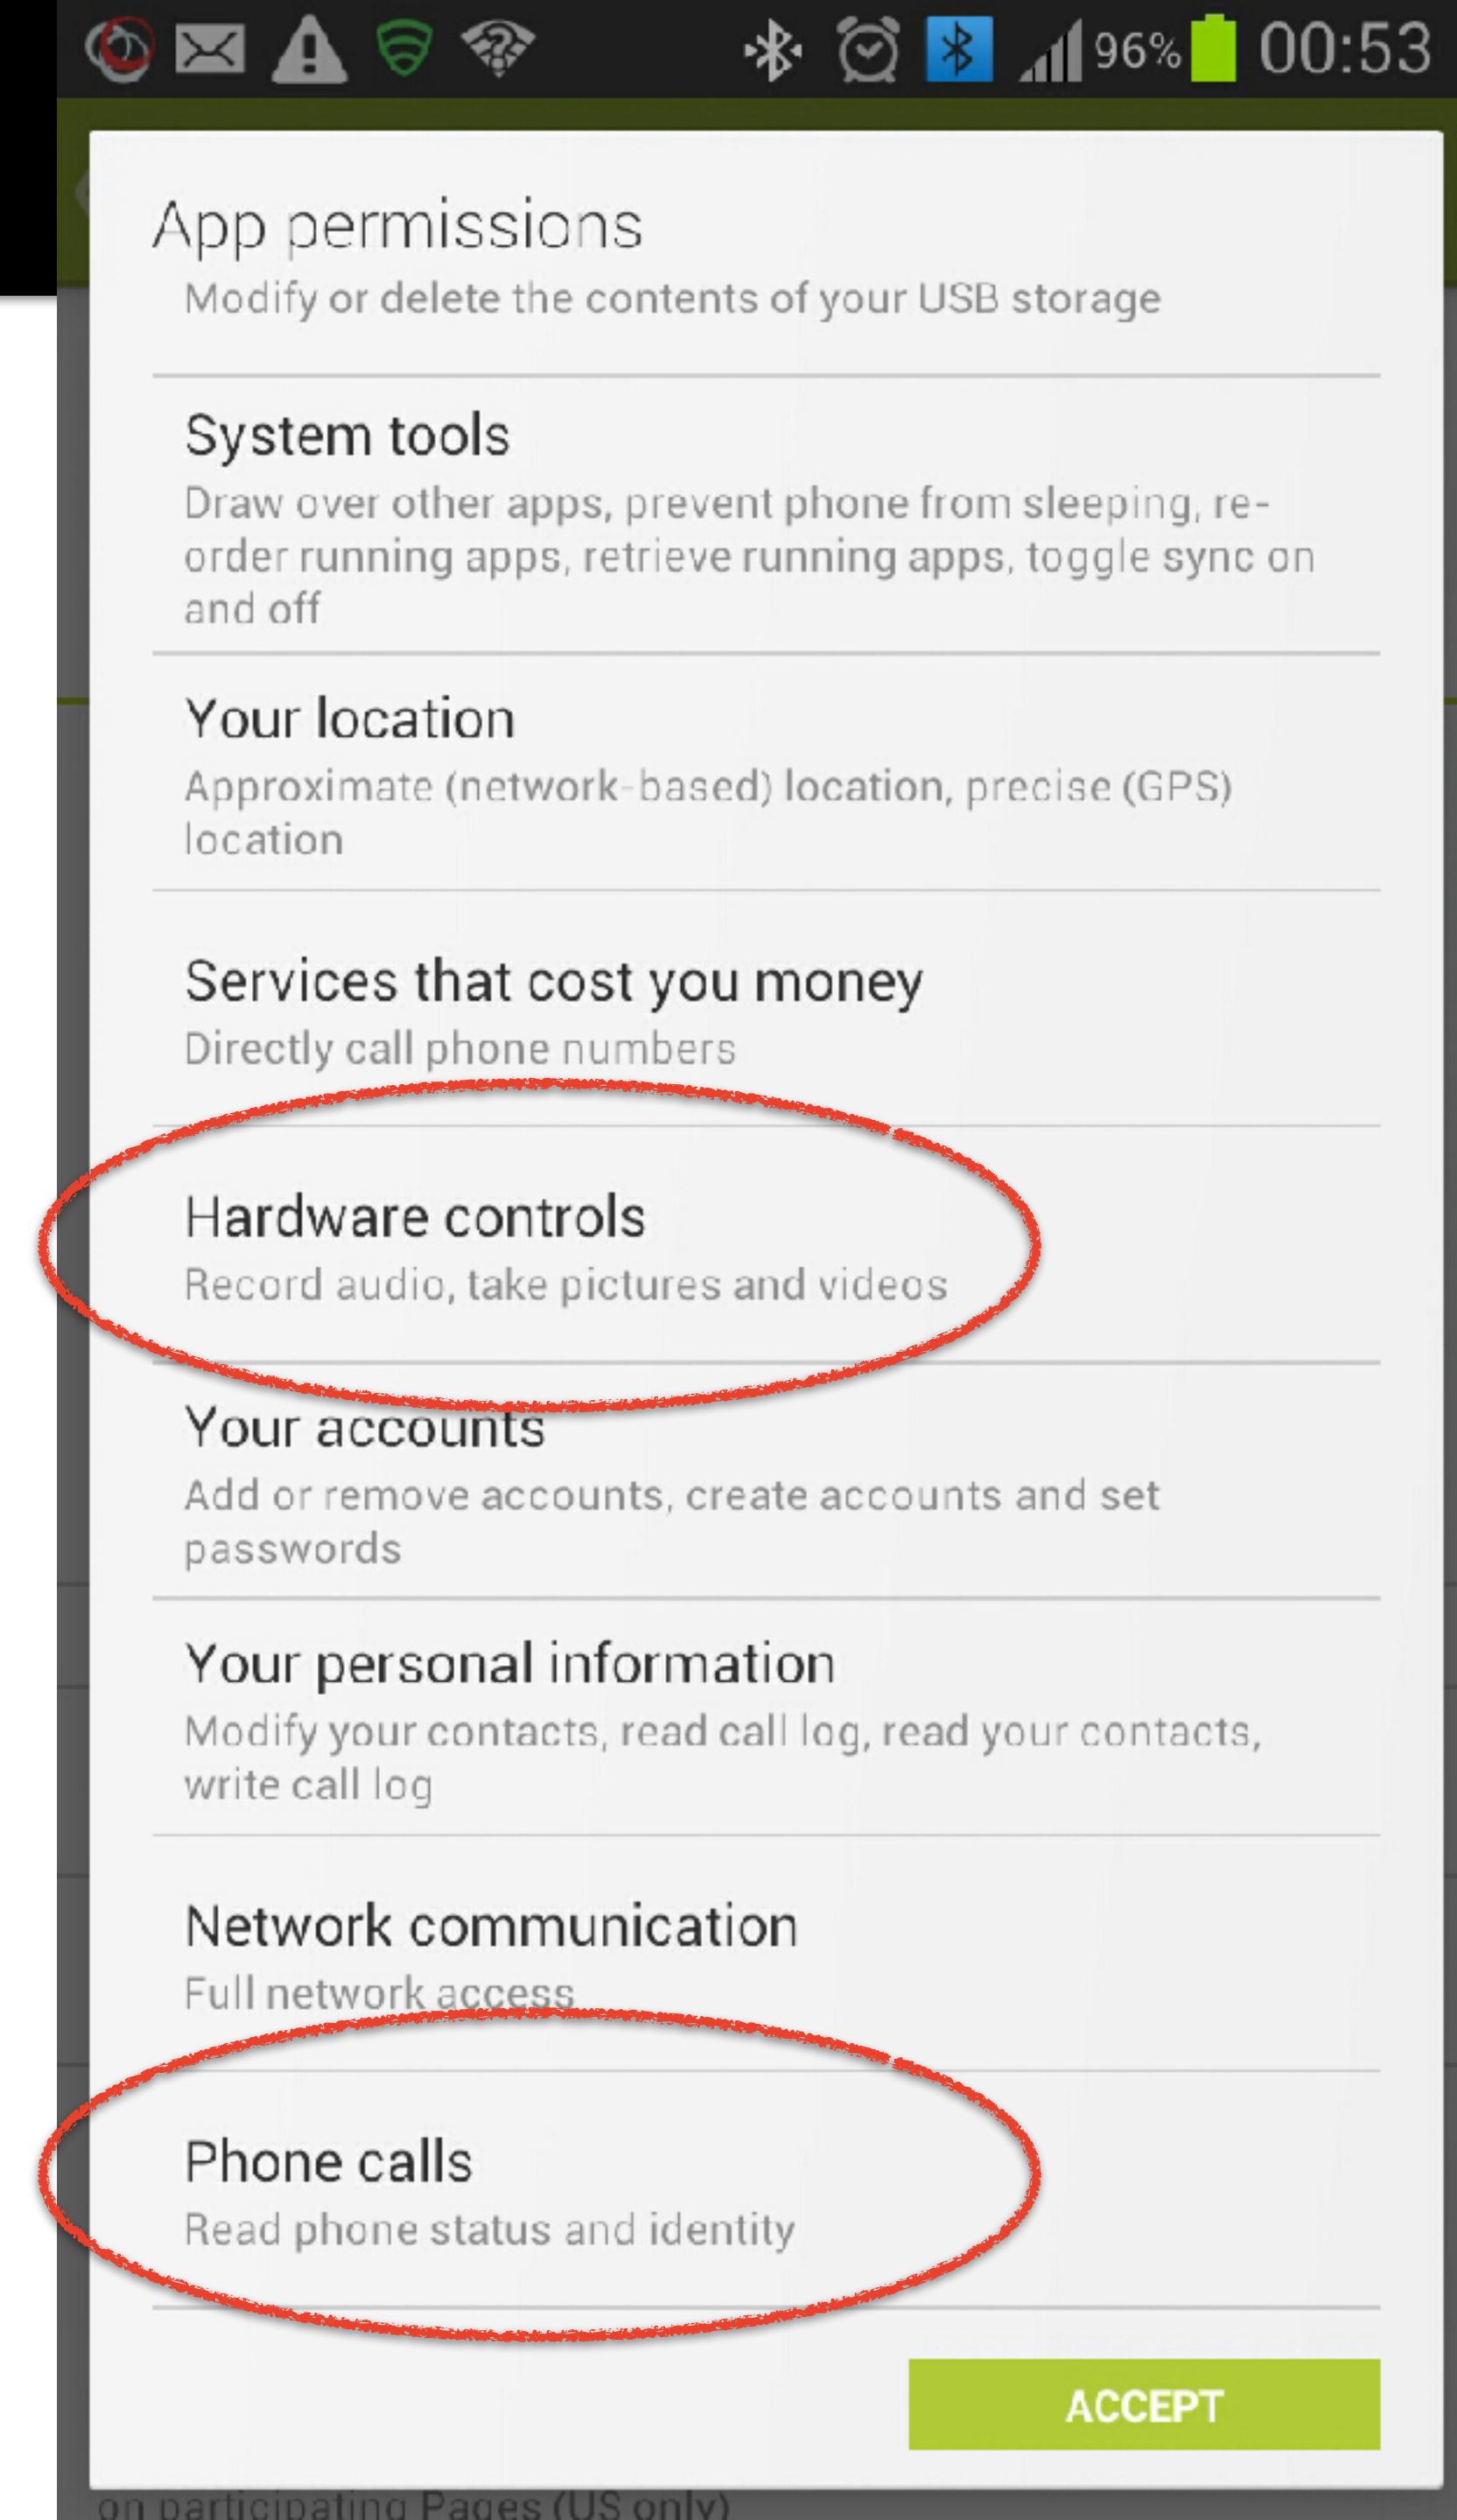 96% 00:53
App permissions
Modify or delete the contents of your USB storage
System tools
Draw over other apps, prevent phone from sleeping, re-
order running apps, retrieve running apps, toggle sync on
and off
Your location
Approximate (network-based) location, precise (GPS)
location
Services that cost you money
Directly call phone numbers
Hardware controls
Record audio, take pictures and videos
Your accounts
Add or remove accounts, create accounts and set
passwords
Your personal information
Modify your contacts, read call log, read your contacts,
write call log
Network communication
Full network access
Phone calls
Read phone status and identity
ACCEPT
on participating Pages (US only)